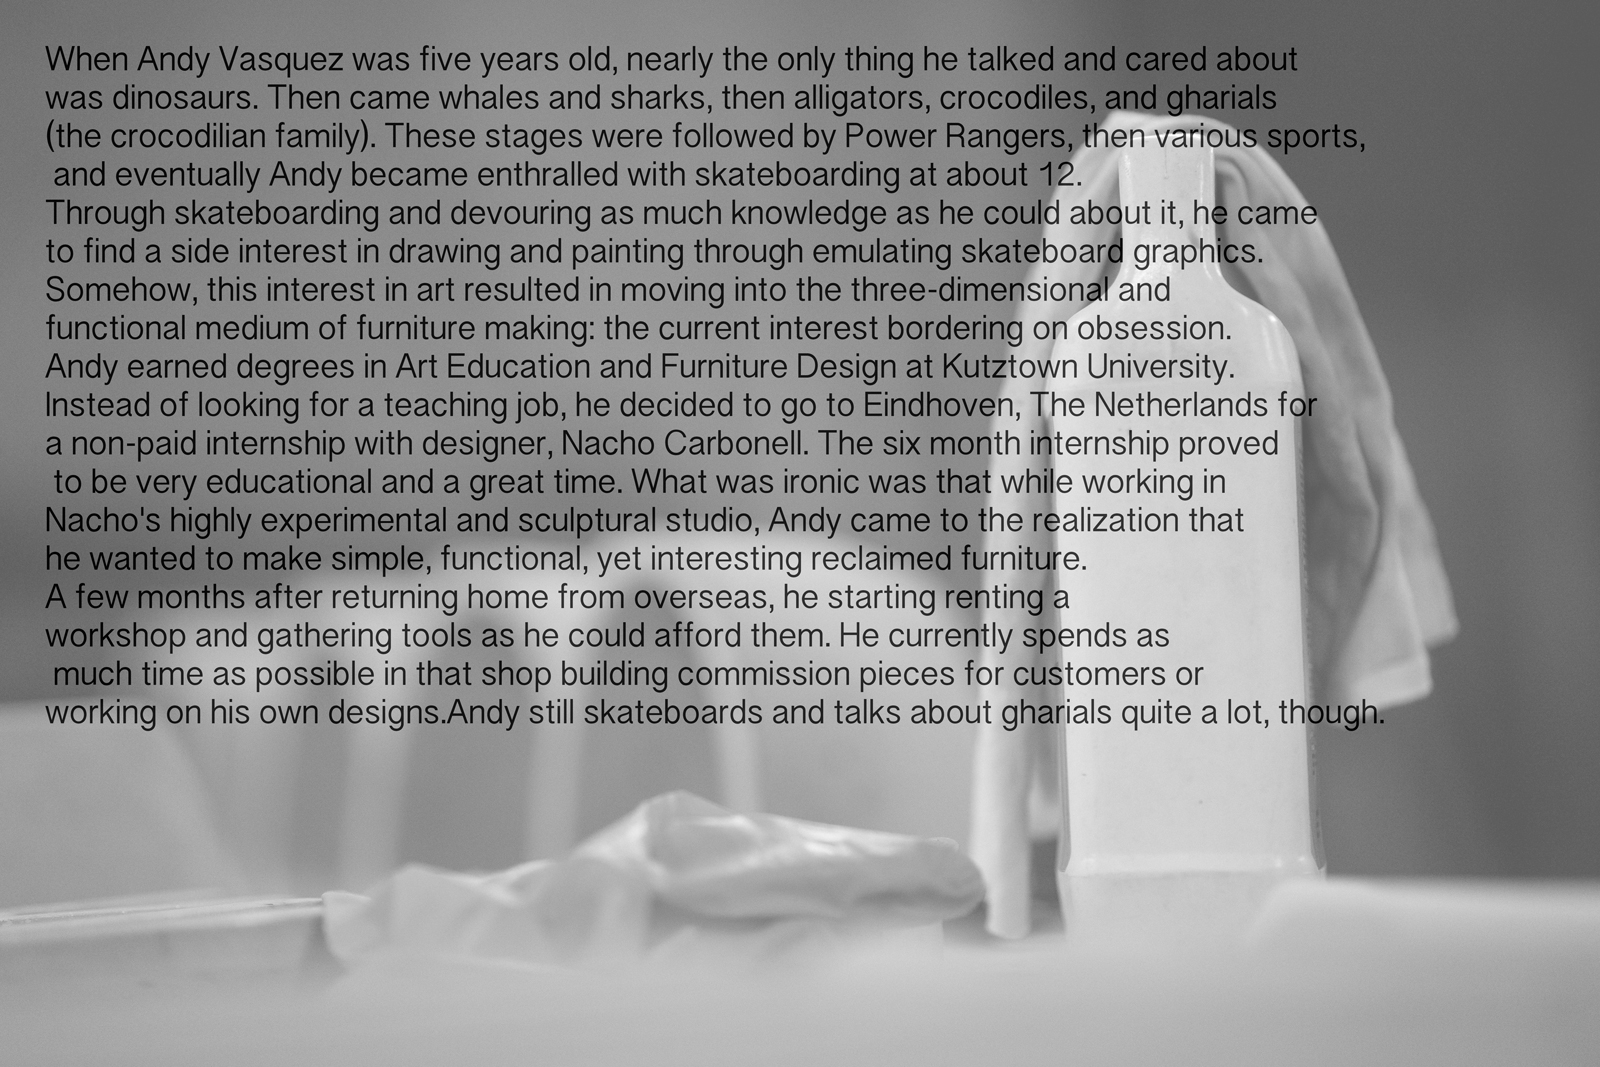 When Andy Vasquez was five years old, nearly the only thing he talked and cared about
was dinosaurs. Then came whales and sharks, then alligators, crocodiles, and gharials
(the crocodilian family). These stages were followed by Power Rangers, then various sports,
and eventually Andy became enthralled with skateboarding at about 12.
Through skateboarding and devouring as much knowledge as he could about it, he came
to find a side interest in drawing and painting through emulating skateboard graphics.
Somehow, this interest in art resulted in moving into the three-dimensional and
functional medium of furniture making: the current interest bordering on obsession.
Andy earned degrees in Art Education and Furniture Design at Kutztown University.
Instead of looking for a teaching job, he decided to go to Eindhoven, The Netherlands for
a non-paid internship with designer, Nacho Carbonell. The six month internship proved
to be very educational and a great time. What was ironic was that while working in
Nacho's highly experimental and sculptural studio, Andy came to the realization that
he wanted to make simple, functional, yet interesting reclaimed furniture.
A few months after returning home from overseas, he starting renting a
workshop and gathering tools as he could afford them. He currently spends as
much time as possible in that shop building commission pieces for customers or
working on his own designs.Andy still skateboards and talks about gharials quite a lot, though.